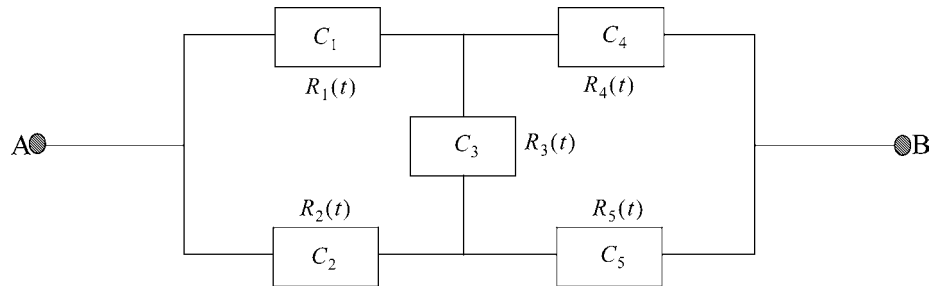 C₁
C₄
R₁(t)
R₄(t)
A
C₃
R₃(t)
B
R₂(t)
R₅(t)
C₂
C₅